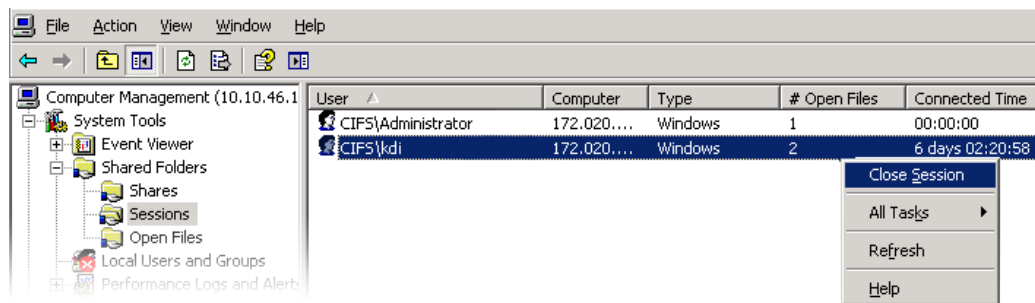 File Action View Window Help
Computer Management (10.10.46.1
User Computer Type # Open Files Connected Time
System Tools
CIFS\Administrator 172.020.... Windows 1 00:00:00
Event Viewer
CIFS\kdi 172.020.... Windows 2 6 days 02:20:58
Shared Folders
Close Session
Shares
Sessions
All Tasks
Open Files
Refresh
Local Users and Groups
Performance Logs and Alert:
Help